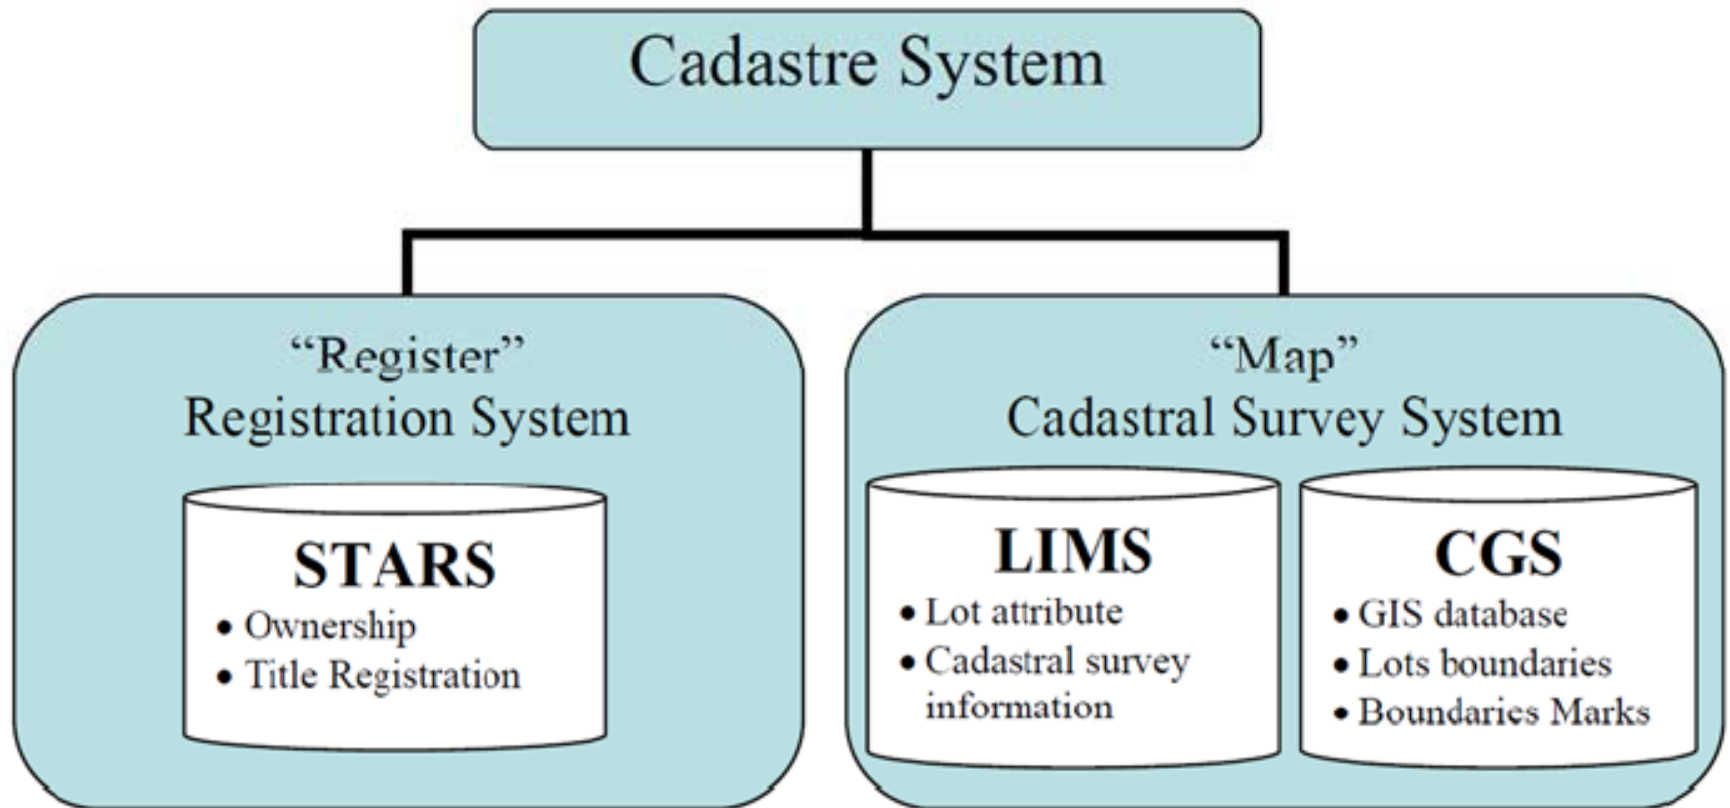 Cadastre System
“Register”
Registration System
STARS
• Ownership
• Title Registration
“Map”
Cadastral Survey System
LIMS
• Lot attribute
• Cadastral survey
information
CGS
• GIS database
• Lots boundaries
• Boundaries Marks